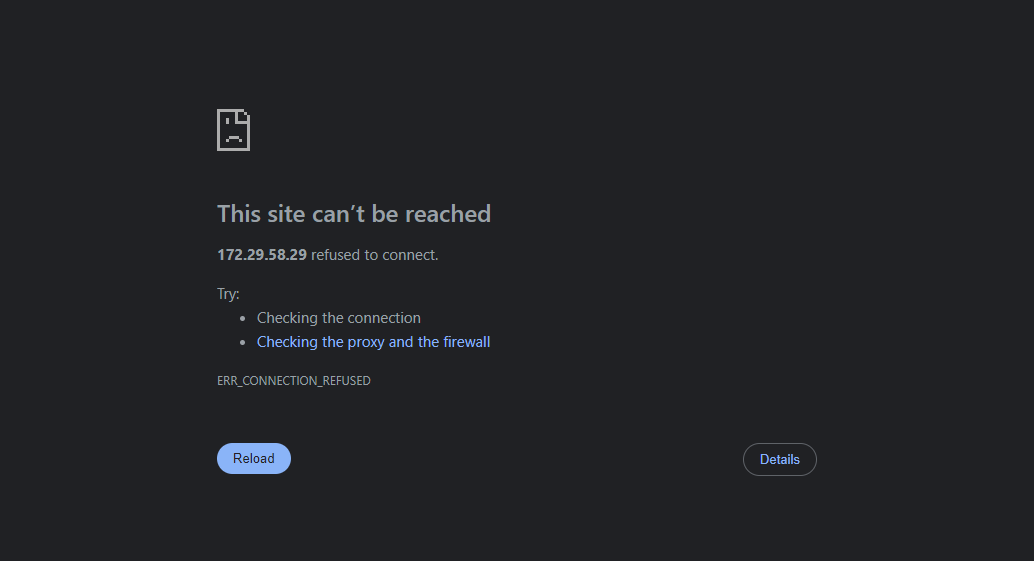 This site can’t be reached
172.29.58.29 refused to connect.
Try:
Checking the connection
Checking the proxy and the firewall
ERR_CONNECTION_REFUSED
Reload
Details